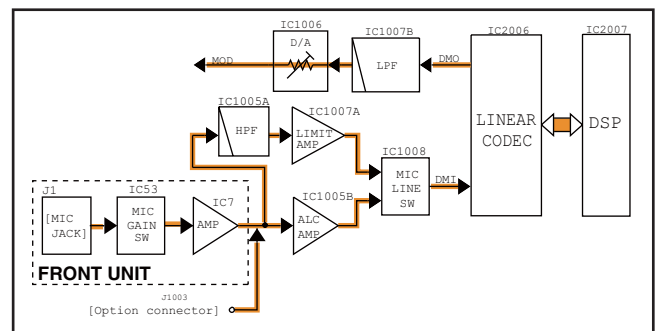 IC1006
D/A
MOD
IC1007B
LPF
DMO
IC2006
LINEAR
CODEC
IC2007
DSP
IC1005A
HPF
IC1007A
LIMIT
AMP
IC1008
MIC
LINE
SW
DMI
J1
[MIC
JACK]
IC53
MIC
GAIN
SW
IC7
AMP
IC1005B
ALC
AMP
FRONT UNIT
J1003
[Option connector]